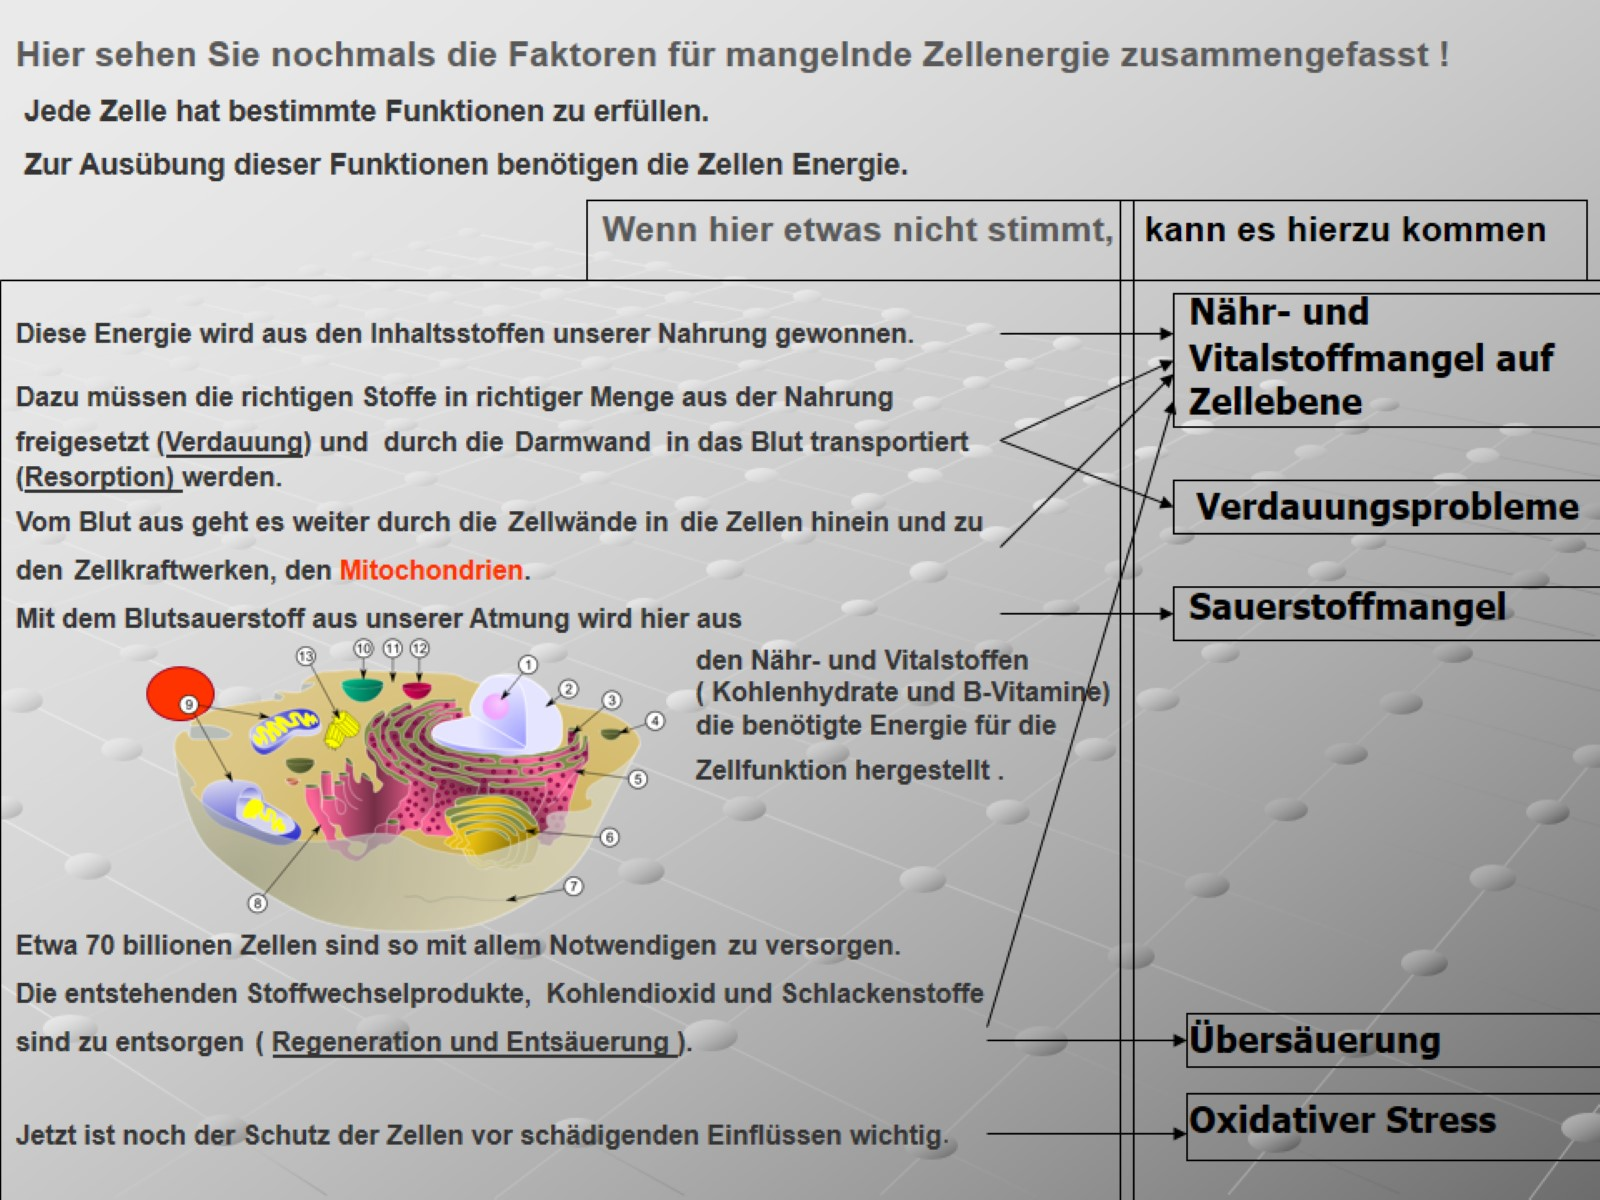 Hier sehen Sie nochmals die Faktoren für mangelnde Zellenergie zusammengefasst !
Jede Zelle hat bestimmte Funktionen zu erfüllen.
Zur Ausübung dieser Funktionen benötigen die Zellen Energie.
Wenn hier etwas nicht stimmt,
kann es hierzu kommen
Diese Energie wird aus den Inhaltsstoffen unserer Nahrung gewonnen.
Dazu müssen die richtigen Stoffe in richtiger Menge aus der Nahrung
freigesetzt (Verdauung) und durch die Darmwand in das Blut transportiert
(Resorption) werden.
Vom Blut aus geht es weiter durch die Zellwände in die Zellen hinein und zu
den Zellkraftwerken, den Mitochondrien.
Mit dem Blutsauerstoff aus unserer Atmung wird hier aus
den Nähr- und Vitalstoffen
( Kohlenhydrate und B-Vitamine)
die benötigte Energie für die
Zellfunktion hergestellt .
13
10
11
12
1
2
3
4
5
6
7
8
9
Etwa 70 billionen Zellen sind so mit allem Notwendigen zu versorgen.
Die entstehenden Stoffwechselprodukte, Kohlendioxid und Schlackenstoffe
sind zu entsorgen ( Regeneration und Entsäuerung ).
Jetzt ist noch der Schutz der Zellen vor schädigenden Einflüssen wichtig.
Nähr- und
Vitalstoffmangel auf
Zellebene
Verdauungsprobleme
Sauerstoffmangel
Übersäuerung
Oxidativer Stress